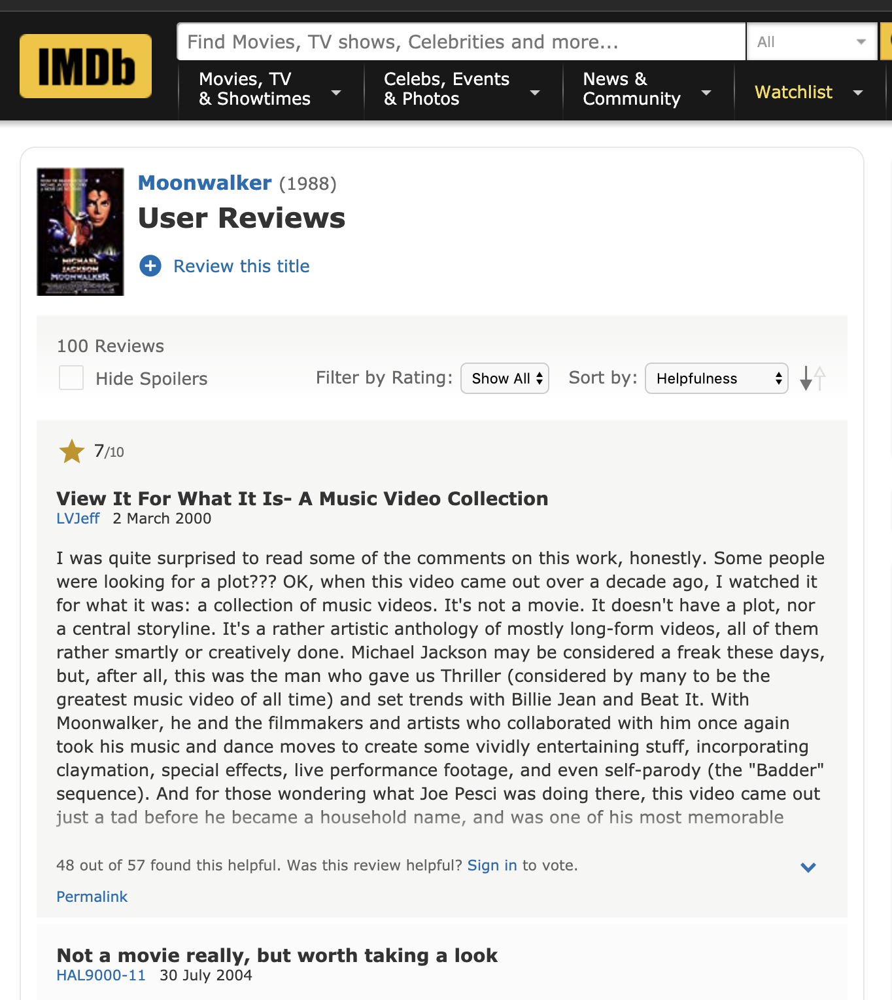 IMDb
Find Movies, TV shows, Celebrities and more...
All
Movies, TV
& Showtimes
Celebs, Events
& Photos
News &
Community
Watchlist
MICHAEL
JACKSON
MOONWALKER
Moonwalker (1988)
User Reviews
Review this title
100 Reviews
Hide Spoilers
Filter by Rating: Show All
Sort by: Helpfulness
7/10
View It For What It Is- A Music Video Collection
LVJeff 2 March 2000
I was quite surprised to read some of the comments on this work, honestly. Some people
were looking for a plot??? OK, when this video came out over a decade ago, I watched it
for what it was: a collection of music videos. It's not a movie. It doesn't have a plot, nor
a central storyline. It's a rather artistic anthology of mostly long-form videos, all of them
rather smartly or creatively done. Michael Jackson may be considered a freak these days,
but, after all, this was the man who gave us Thriller (considered by many to be the
greatest music video of all time) and set trends with Billie Jean and Beat It. With
Moonwalker, he and the filmmakers and artists who collaborated with him once again
took his music and dance moves to create some vividly entertaining stuff, incorporating
claymation, special effects, live performance footage, and even self-parody (the "Badder"
sequence). And for those wondering what Joe Pesci was doing there, this video came out
just a tad before he became a household name, and was one of his most memorable
48 out of 57 found this helpful. Was this review helpful? Sign in to vote.
Permalink
Not a movie really, but worth taking a look
HAL9000-11 30 July 2004